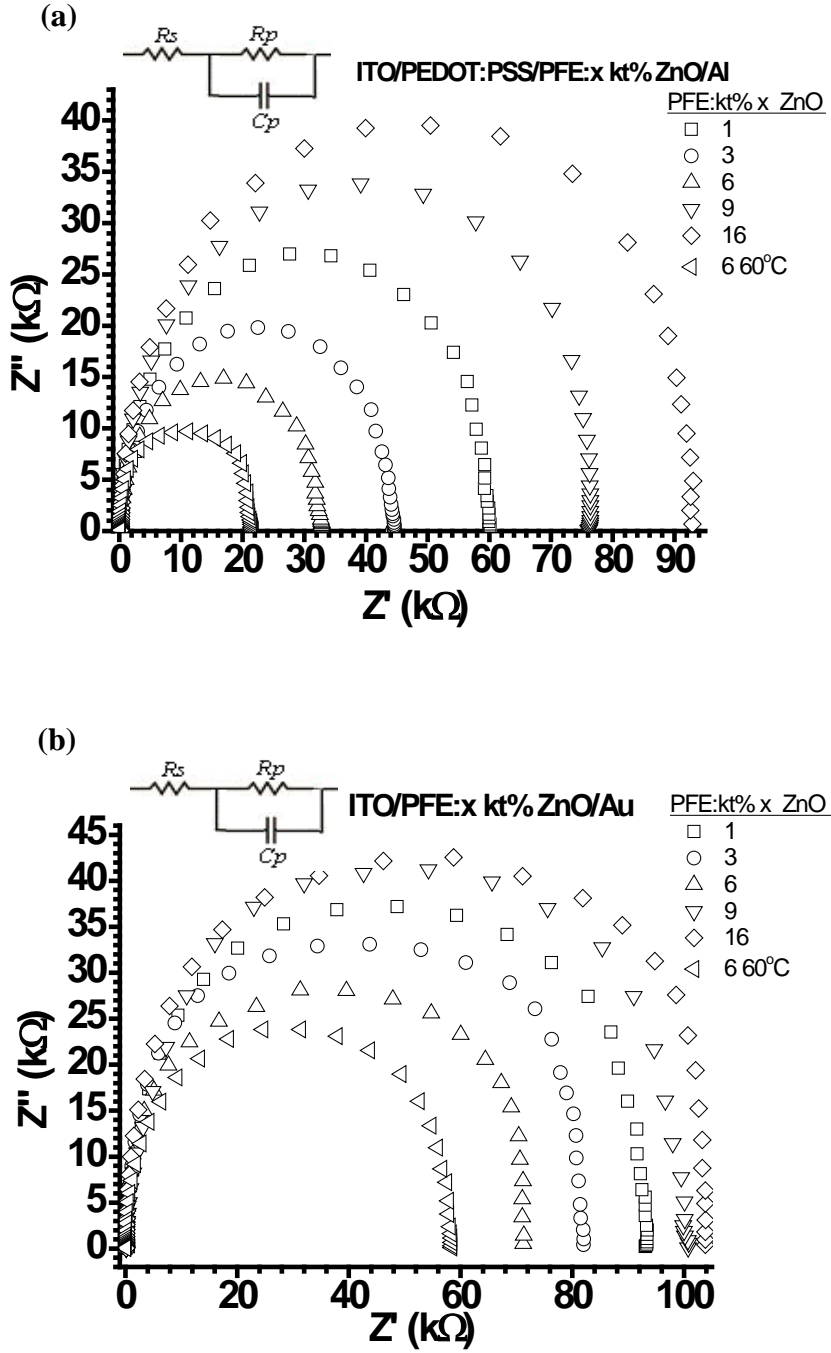 (a)
Rs
Rp
Cp
ITO/PEDOT:PSS/PFE:x kt% ZnO/Al
PFE:kt% x ZnO
1
3
6
9
16
6 60°C
40
35
30
25
20
15
10
5
0
Z'' (kΩ)
0 10 20 30 40 50 60 70 80 90
Z' (kΩ)
(b)
Rs
Rp
Cp
ITO/PFE:x kt% ZnO/Au
PFE:kt% x ZnO
1
3
6
9
16
6 60°C
45
40
35
30
25
20
15
10
5
0
Z'' (kΩ)
0 20 40 60 80 100
Z' (kΩ)